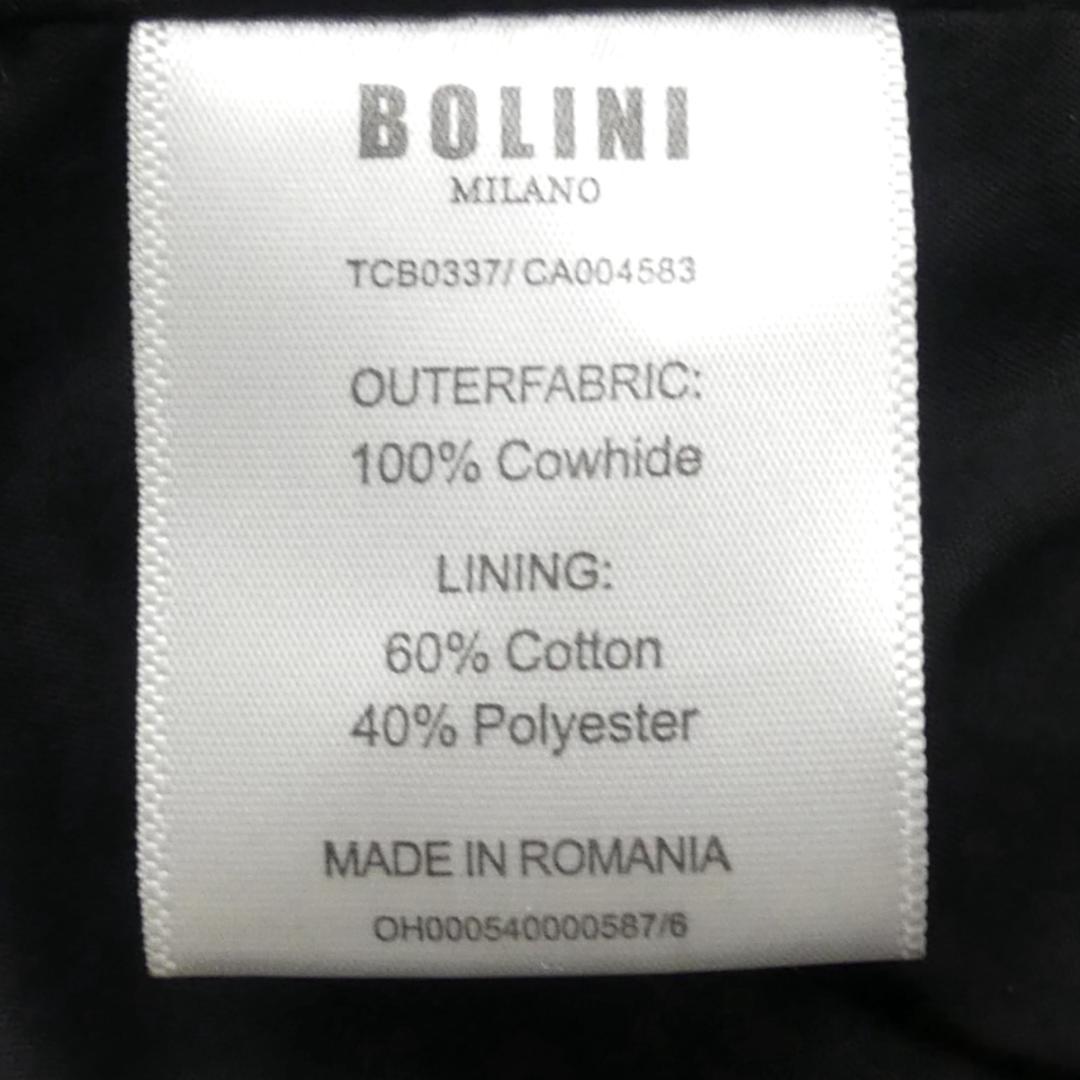 BOLINI
MILANO
TCB0337/ CA004583
OUTERFABRIC:
100% Cowhide
LINING:
60% Cotton
40% Polyester
MADE IN ROMANIA
OH000540000587/6